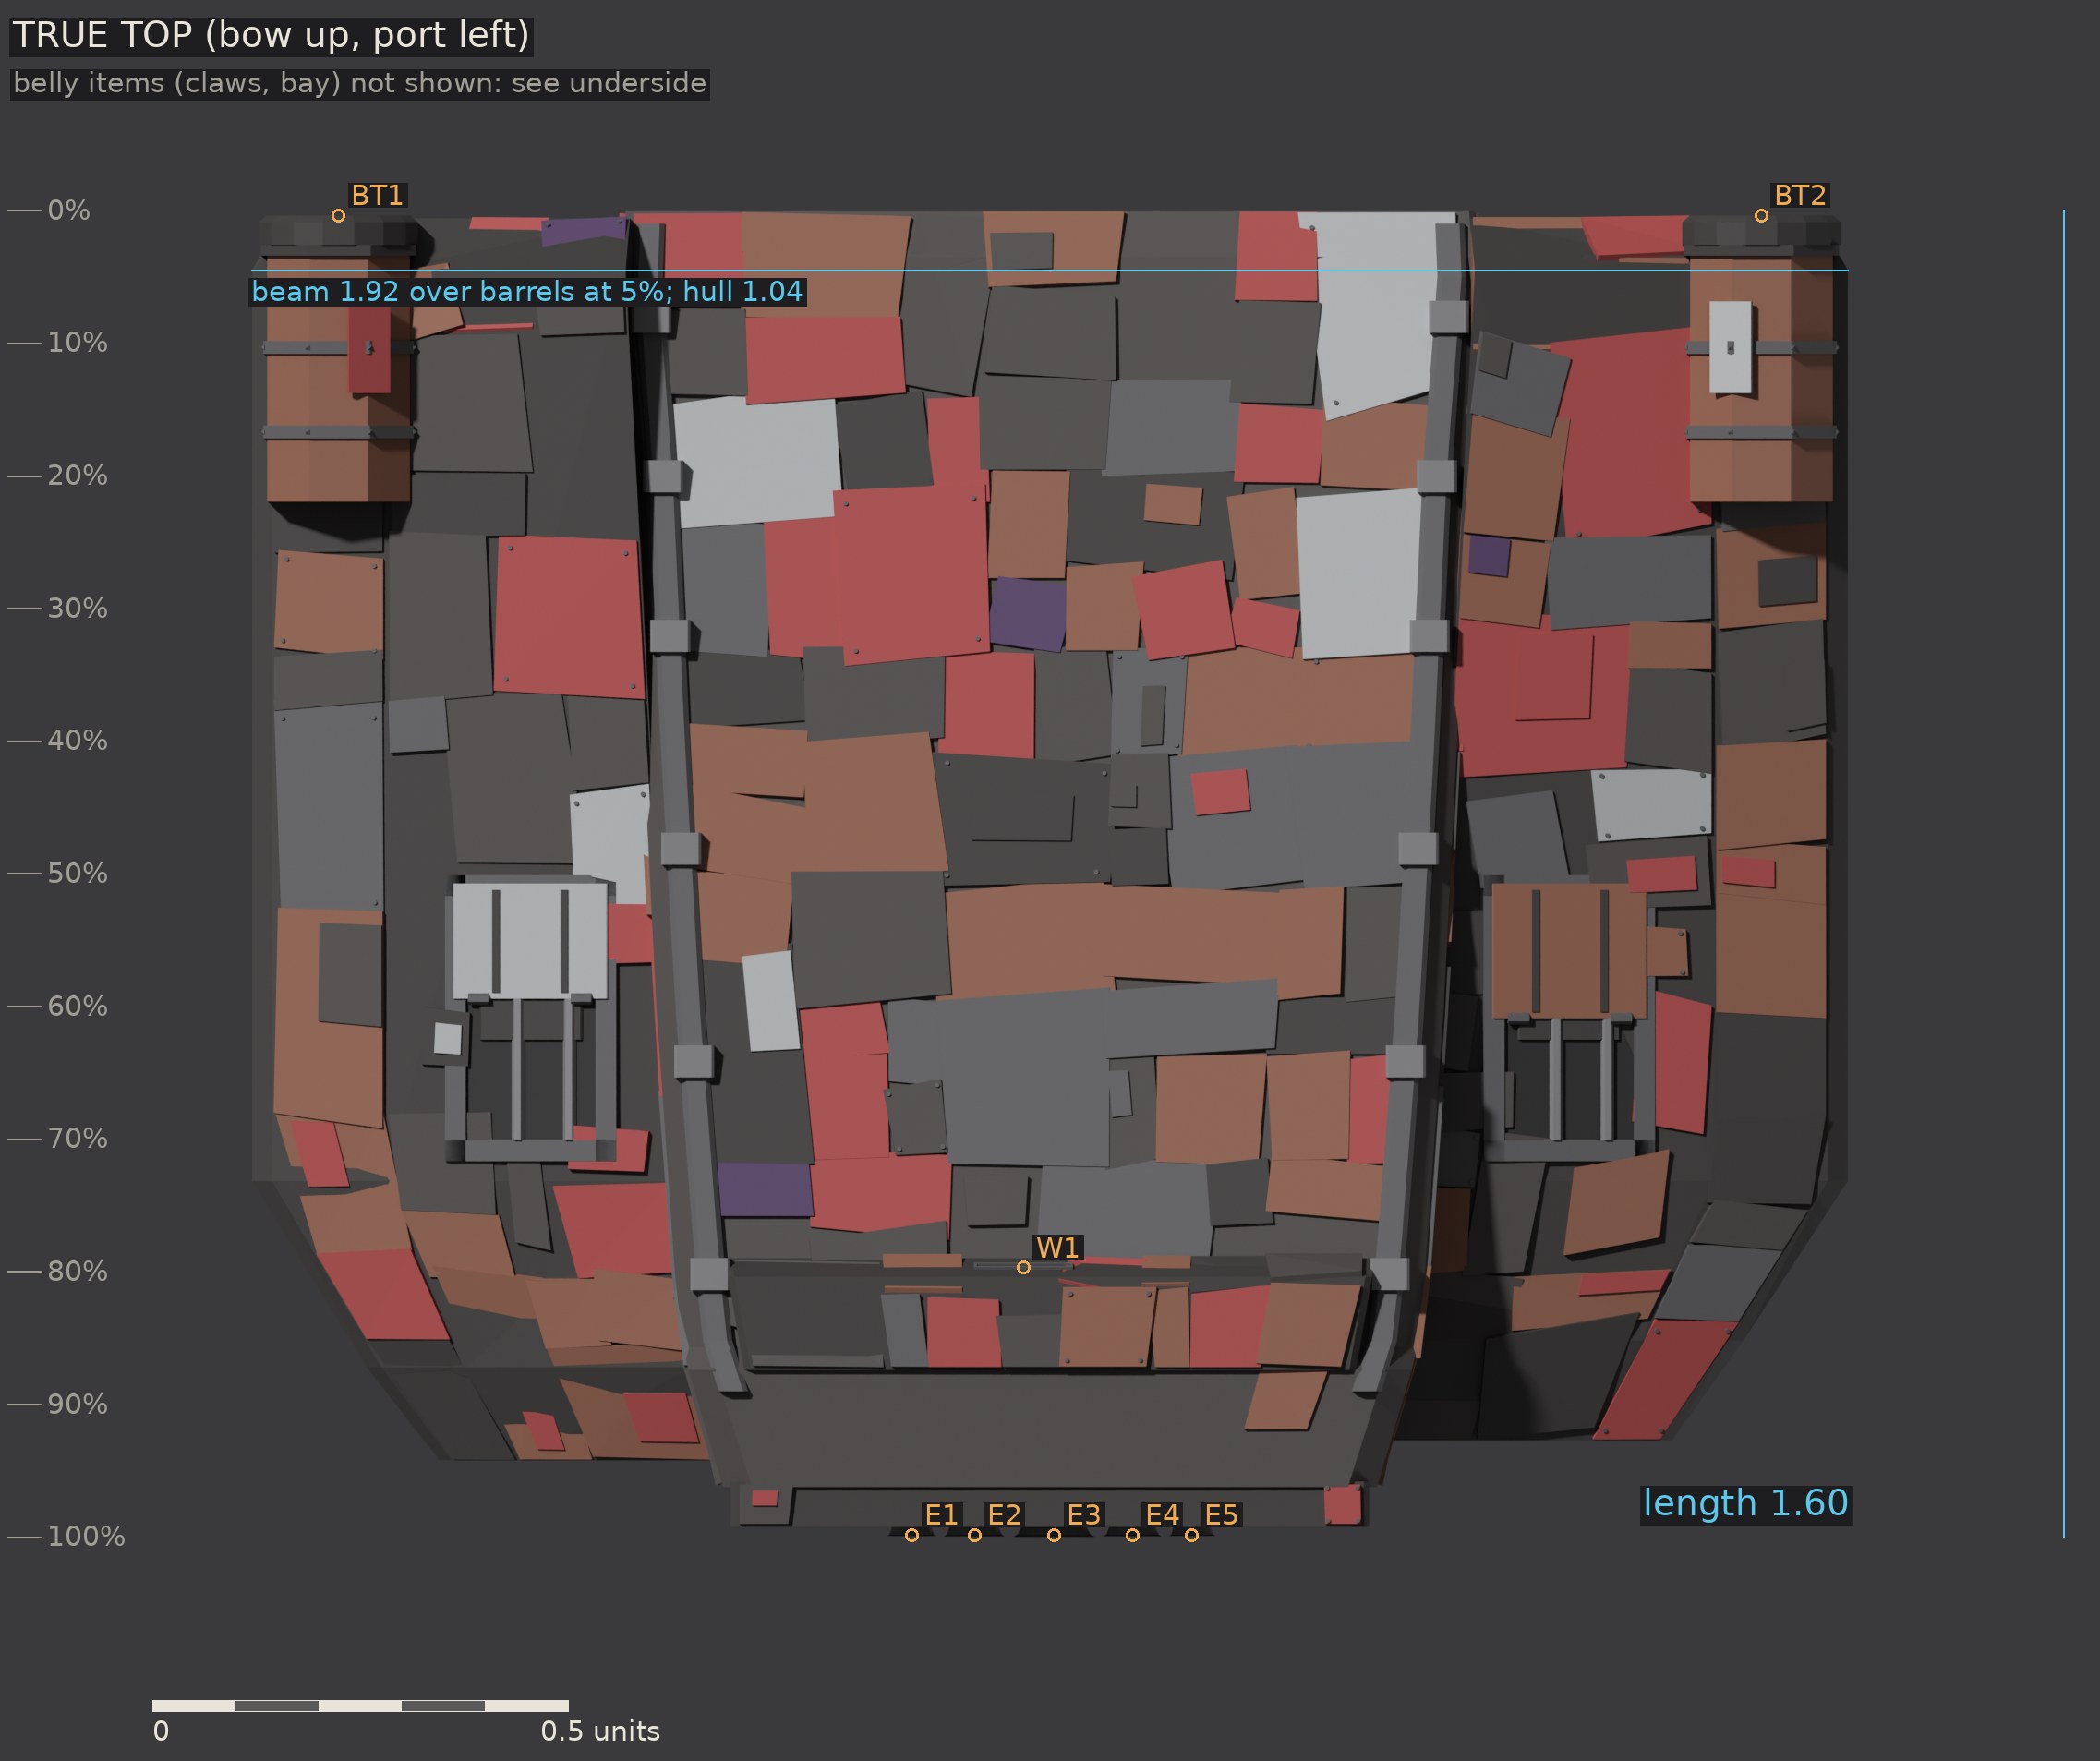 TRUE TOP (bow up, port left)
belly items (claws, bay) not shown: see underside
BT1
BT2
0%
beam 1.92 over barrels at 5%; hull 1.04
10%
20%
30%
40%
50%
60%
70%
W1
80%
90%
length 1.60
E1 E2 E3 E4 E5
100%
0
0.5 units